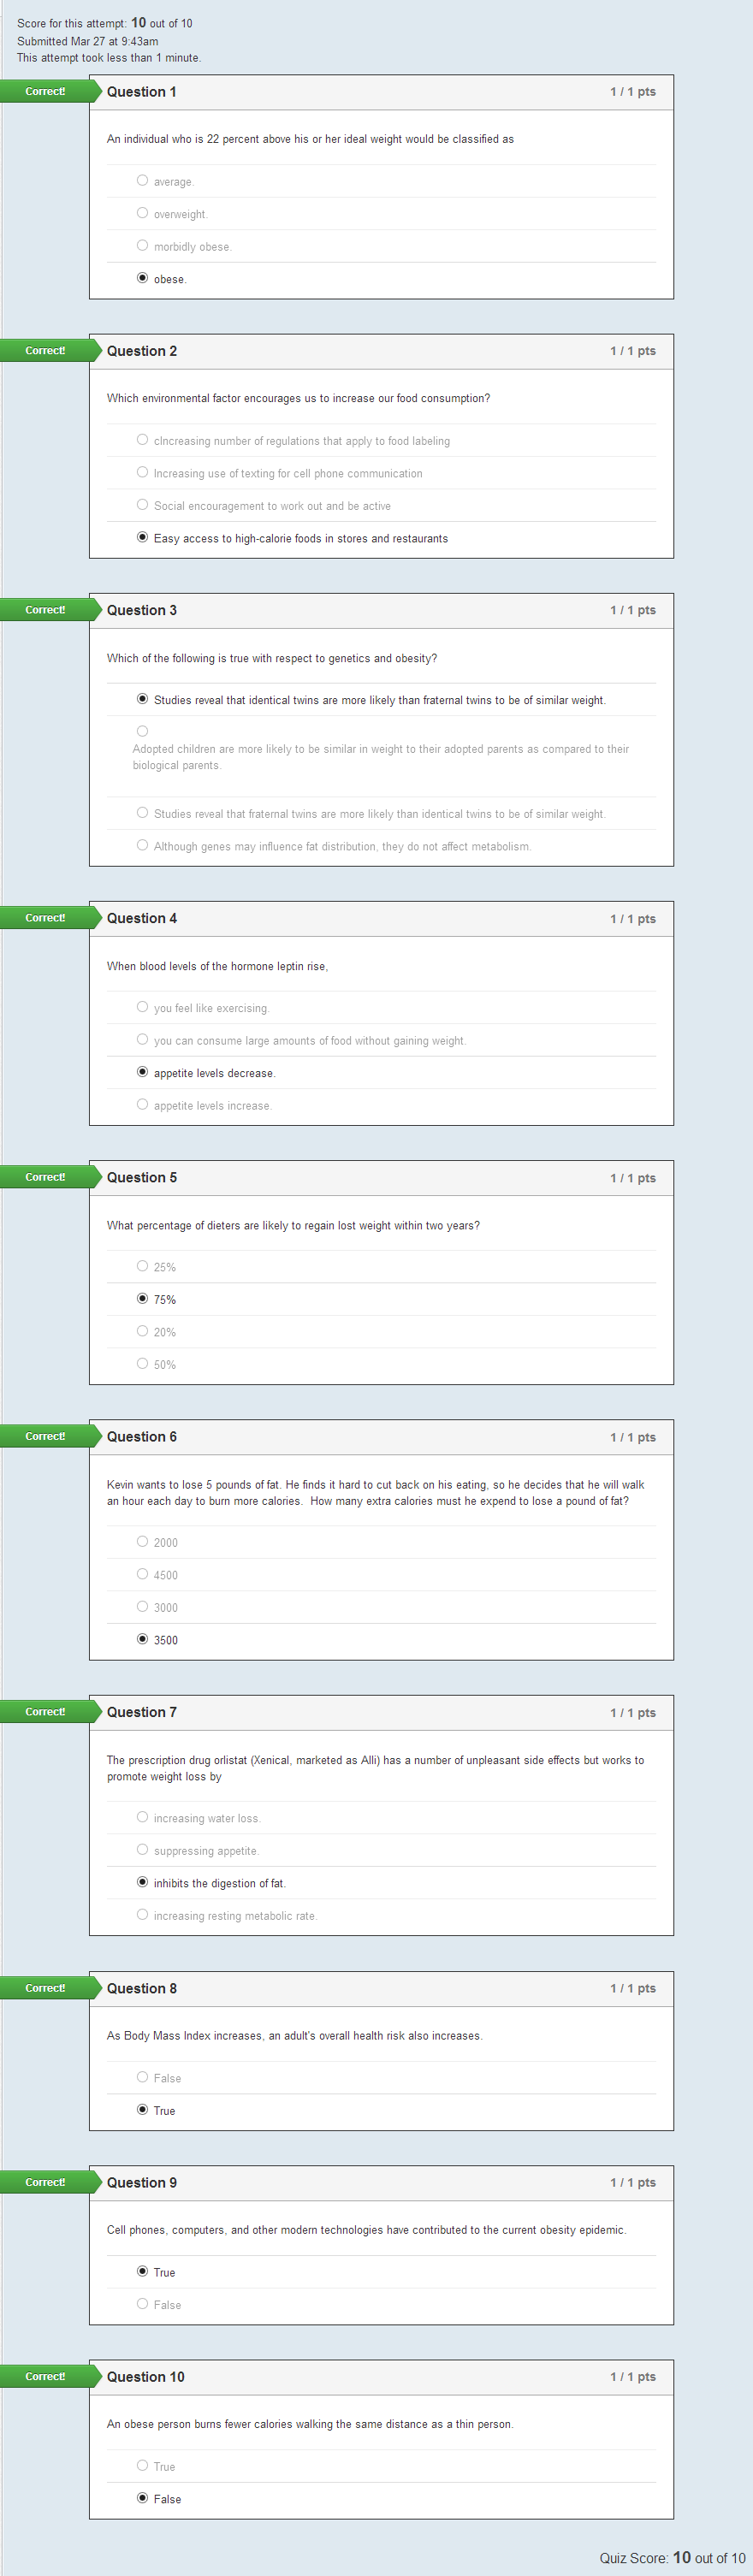 Score for this attempt: 10 out of 10
Submitted Mar 27 at 9:43am
This attempt took less than 1 minute.
Correct!
Question 1
1 / 1 pts
An individual who is 22 percent above his or her ideal weight would be classified as
average.
overweight.
morbidly obese.
obese.
Correct!
Question 2
1 / 1 pts
Which environmental factor encourages us to increase our food consumption?
cIncreasing number of regulations that apply to food labeling
Increasing use of texting for cell phone communication
Social encouragement to work out and be active
Easy access to high-calorie foods in stores and restaurants
Correct!
Question 3
1 / 1 pts
Which of the following is true with respect to genetics and obesity?
Studies reveal that identical twins are more likely than fraternal twins to be of similar weight.
Adopted children are more likely to be similar in weight to their adopted parents as compared to their
biological parents.
Studies reveal that fraternal twins are more likely than identical twins to be of similar weight.
Although genes may influence fat distribution, they do not affect metabolism.
Correct!
Question 4
1 / 1 pts
When blood levels of the hormone leptin rise,
you feel like exercising.
you can consume large amounts of food without gaining weight.
appetite levels decrease.
appetite levels increase.
Correct!
Question 5
1 / 1 pts
What percentage of dieters are likely to regain lost weight within two years?
25%
75%
20%
50%
Correct!
Question 6
1 / 1 pts
Kevin wants to lose 5 pounds of fat. He finds it hard to cut back on his eating, so he decides that he will walk
an hour each day to burn more calories.  How many extra calories must he expend to lose a pound of fat?
2000
4500
3000
3500
Correct!
Question 7
1 / 1 pts
The prescription drug orlistat (Xenical, marketed as Alli) has a number of unpleasant side effects but works to
promote weight loss by
increasing water loss.
suppressing appetite.
inhibits the digestion of fat.
increasing resting metabolic rate.
Correct!
Question 8
1 / 1 pts
As Body Mass Index increases, an adult's overall health risk also increases.
False
True
Correct!
Question 9
1 / 1 pts
Cell phones, computers, and other modern technologies have contributed to the current obesity epidemic.
True
False
Correct!
Question 10
1 / 1 pts
An obese person burns fewer calories walking the same distance as a thin person.
True
False
Quiz Score: 10 out of 10